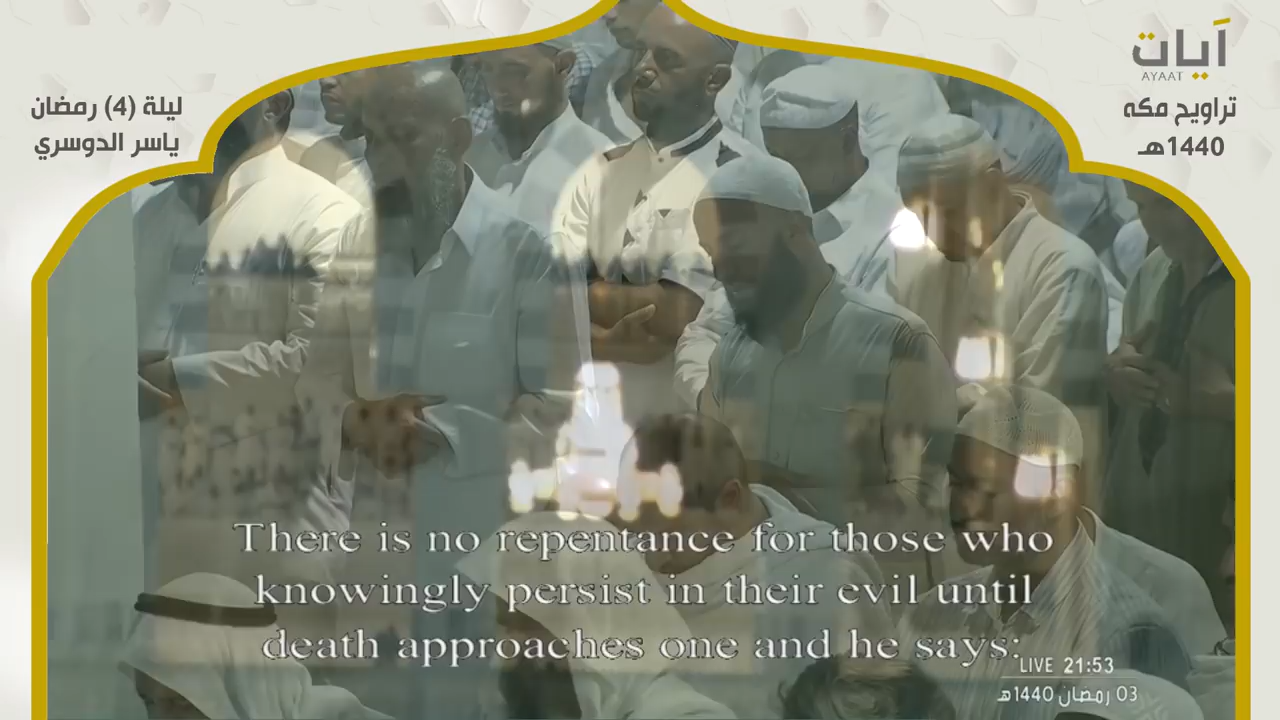 آيات
AYAAT
تراويح مكه
1440هـ
ليلة (4) رمضان
ياسر الدوسري
There is no repentance for those who
knowingly persist in their evil until
death approaches one and he says:
LIVE 21:53
03 رمضان 1440هـ